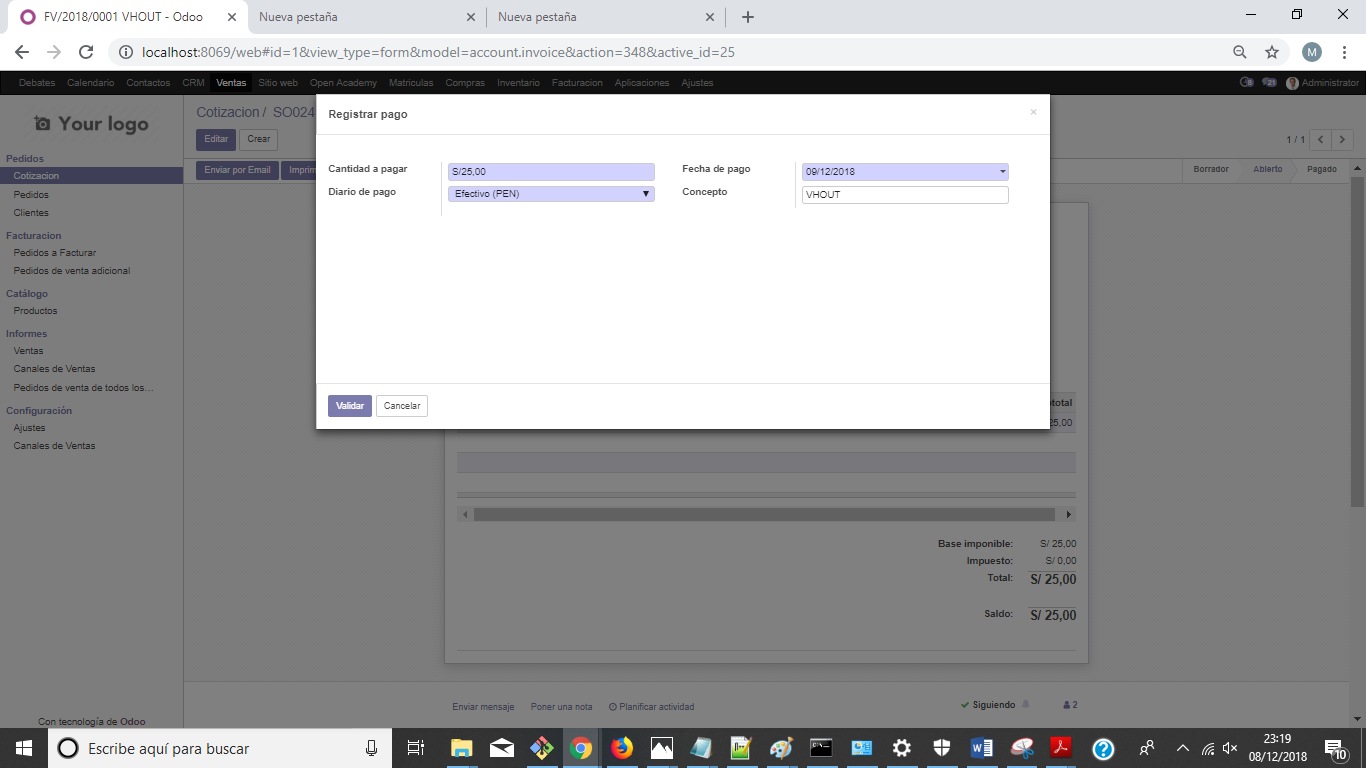 FV/2018/0001 VHOUT - Odoo
Nueva pestaña
Nueva pestaña
localhost:8069/web#id=1&view_type=form&model=account.invoice&action=348&active_id=25
M
Debates Calendario Contactos CRM Ventas Sitio web Open Academy Matriculas Compras Inventario Facturacion Aplicaciones Ajustes
Administrator
Your logo
Cotizacion / SO024
Editar Crear
1 / 1
Enviar por Email Imprim
Borrador Abierto Pagado
Pedidos
Cotizacion
Pedidos
Clientes
Facturacion
Pedidos a Facturar
Pedidos de venta adicional
Catálogo
Productos
Informes
Ventas
Canales de Ventas
Pedidos de venta de todos los...
Configuración
Ajustes
Canales de Ventas
Con tecnología de Odoo
Registrar pago
×
Cantidad a pagar S/25,00
Fecha de pago 09/12/2018
Diario de pago Efectivo (PEN)
Concepto VHOUT
Validar Cancelar
total
25,00
Base imponible: S/ 25,00
Impuesto: S/ 0,00
Total: S/ 25,00
Saldo: S/ 25,00
Enviar mensaje Poner una nota Planificar actividad
Siguiendo
2
Escribe aquí para buscar
23:19
08/12/2018
10